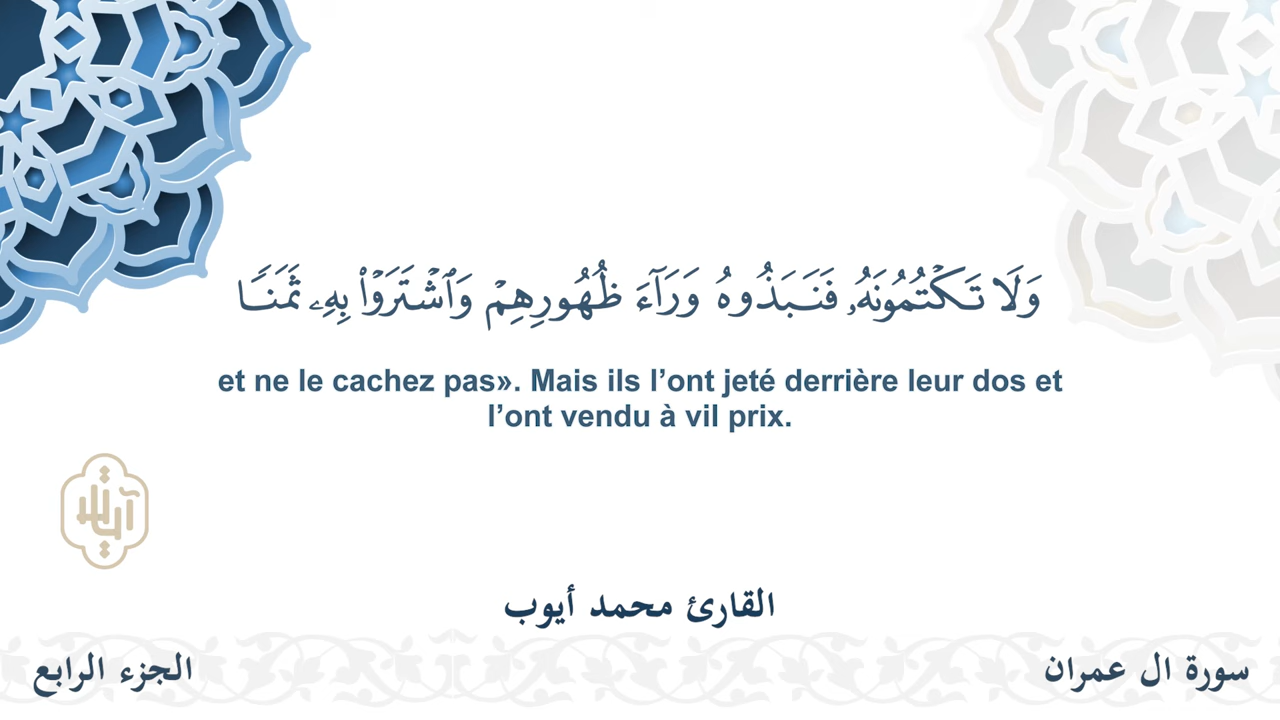 وَلَا تَكْتُمُونَهُۥ فَنَبَذُوهُ وَرَآءَ ظُهُورِهِمْ وَٱشْتَرَوْا۟ بِهِۦ ثَمَنًا
et ne le cachez pas». Mais ils l’ont jeté derrière leur dos et
l’ont vendu à vil prix.
القارئ محمد أيوب
سورة ال عمران
الجزء الرابع